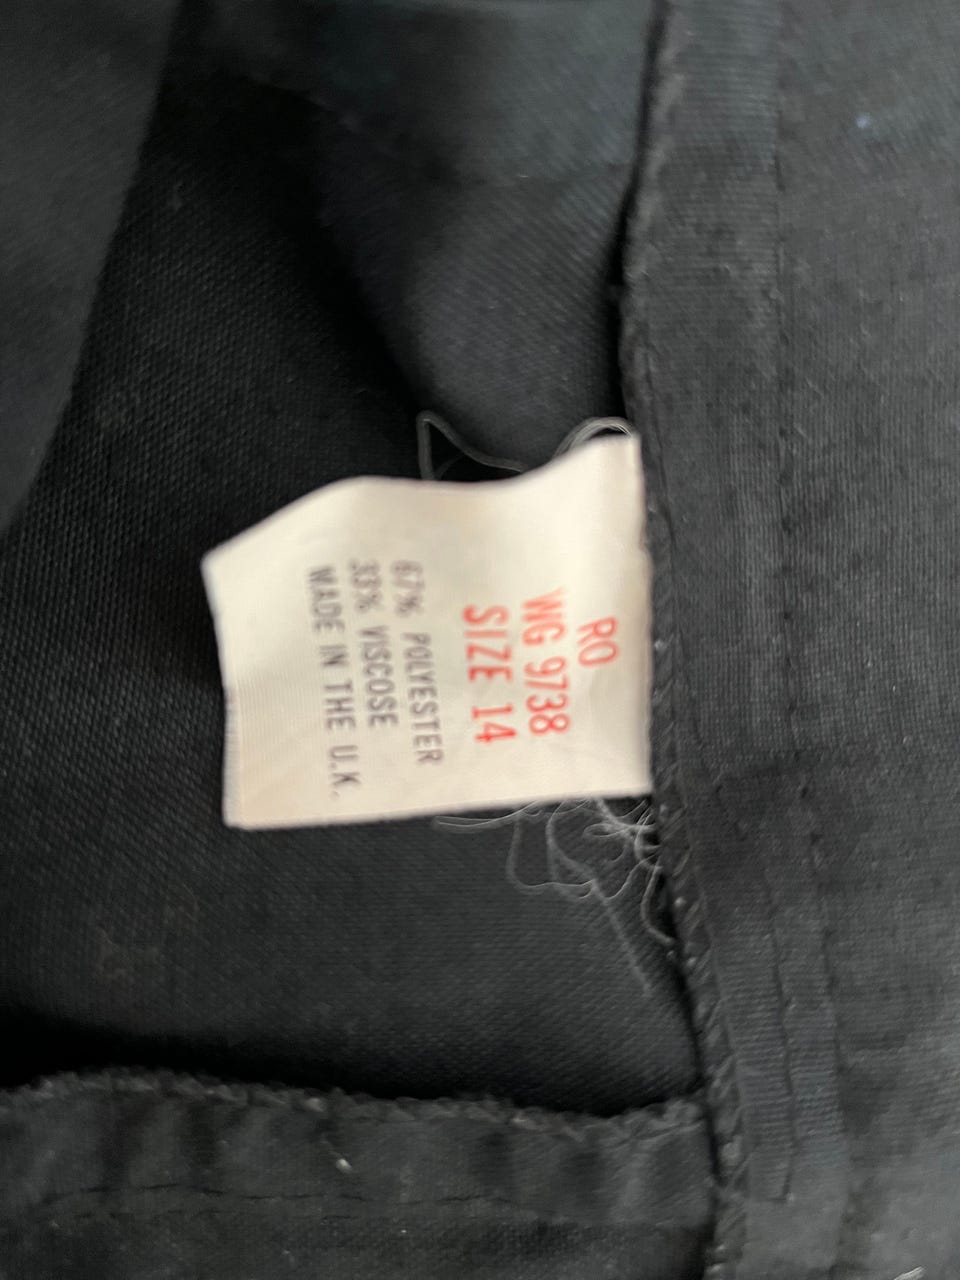 RO
WG 9738
SIZE 14
67% POLYESTER
33% VISCOSE
MADE IN THE U.K.